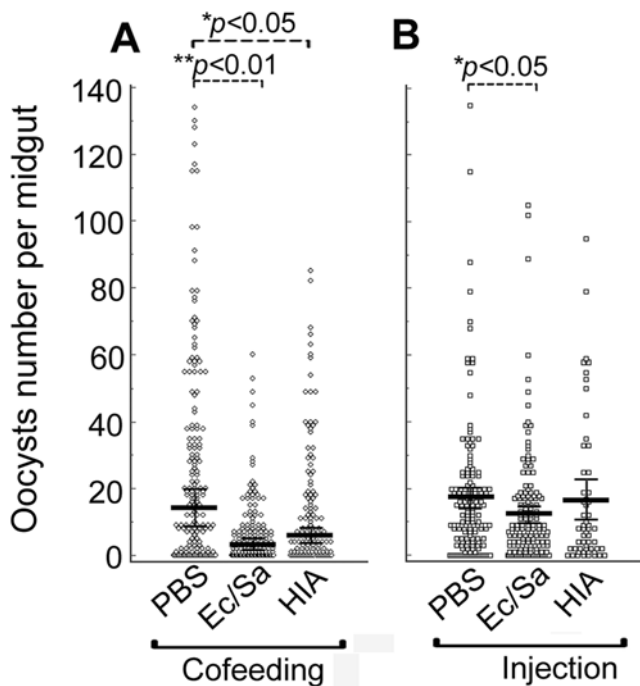 A
*p<0.05
**p<0.01
B
*p<0.05
Oocysts number per midgut
140
120
100
80
60
40
20
0
PBS
Ec/Sa
HIA
PBS
Ec/Sa
HIA
Cofeeding
Injection